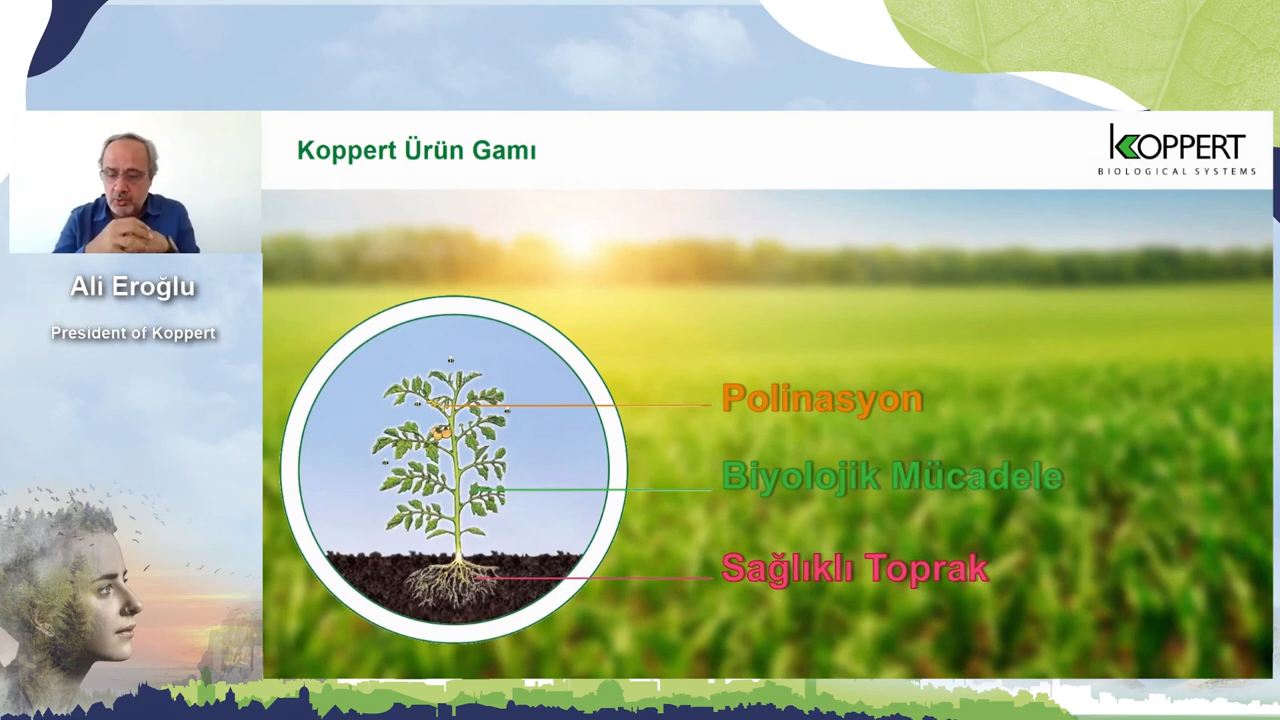 Koppert Ürün Gamı
KOPPERT
BIOLOGICAL SYSTEMS
Ali Eroğlu
President of Koppert
Polinasyon
Biyolojik Mücadele
Sağlıklı Toprak